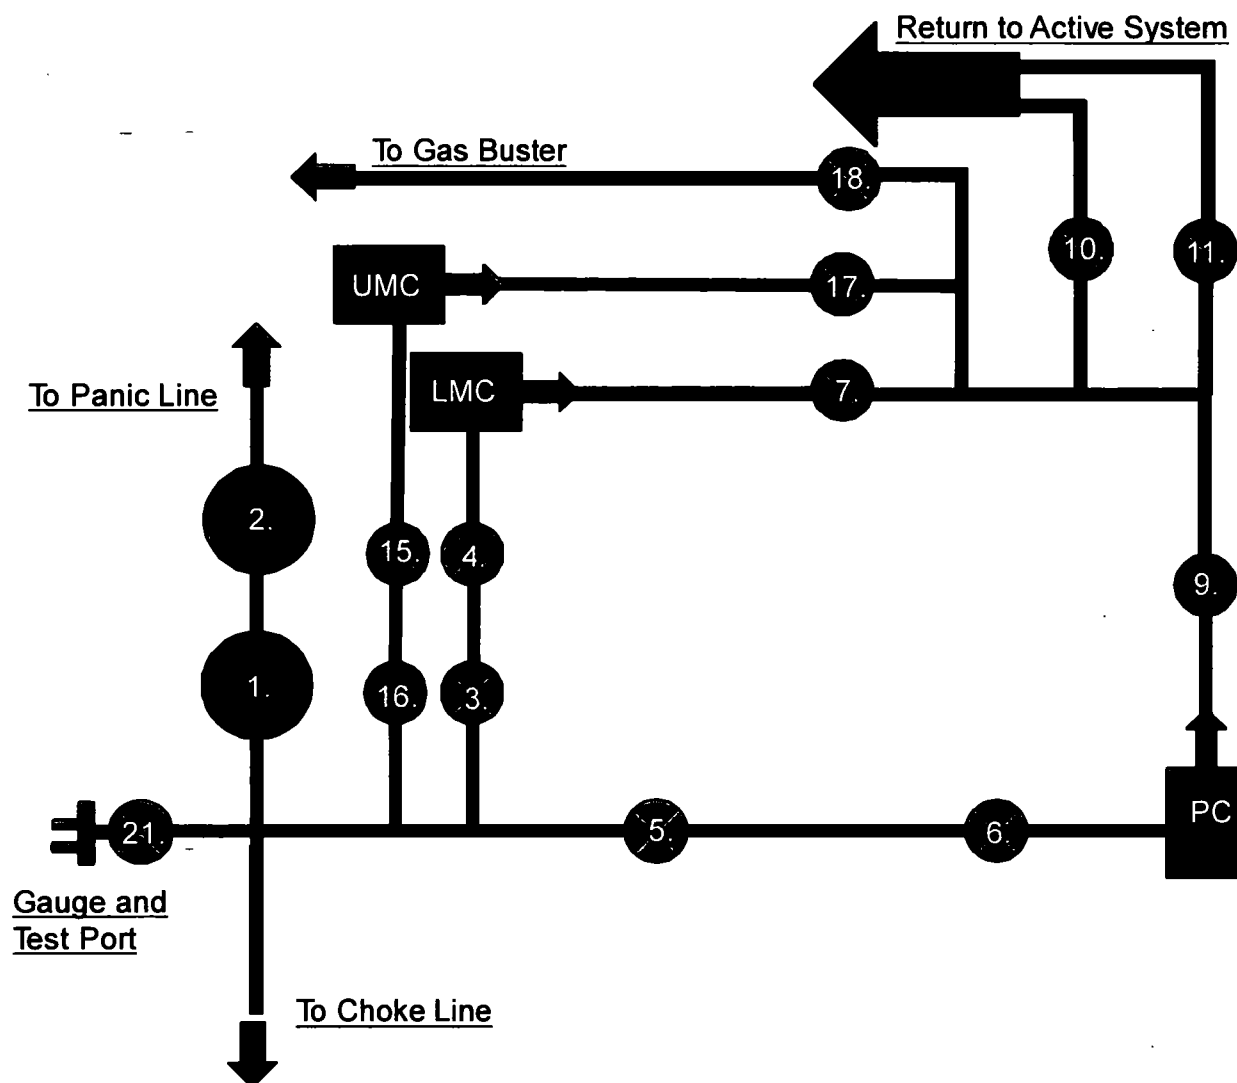 Return to Active System
To Gas Buster
18.
10.
11.
UMC
17.
To Panic Line
LMC
7.
2.
15.
4.
9.
1.
16.
3.
PC
21.
5.
6.
Gauge and
Test Port
To Choke Line